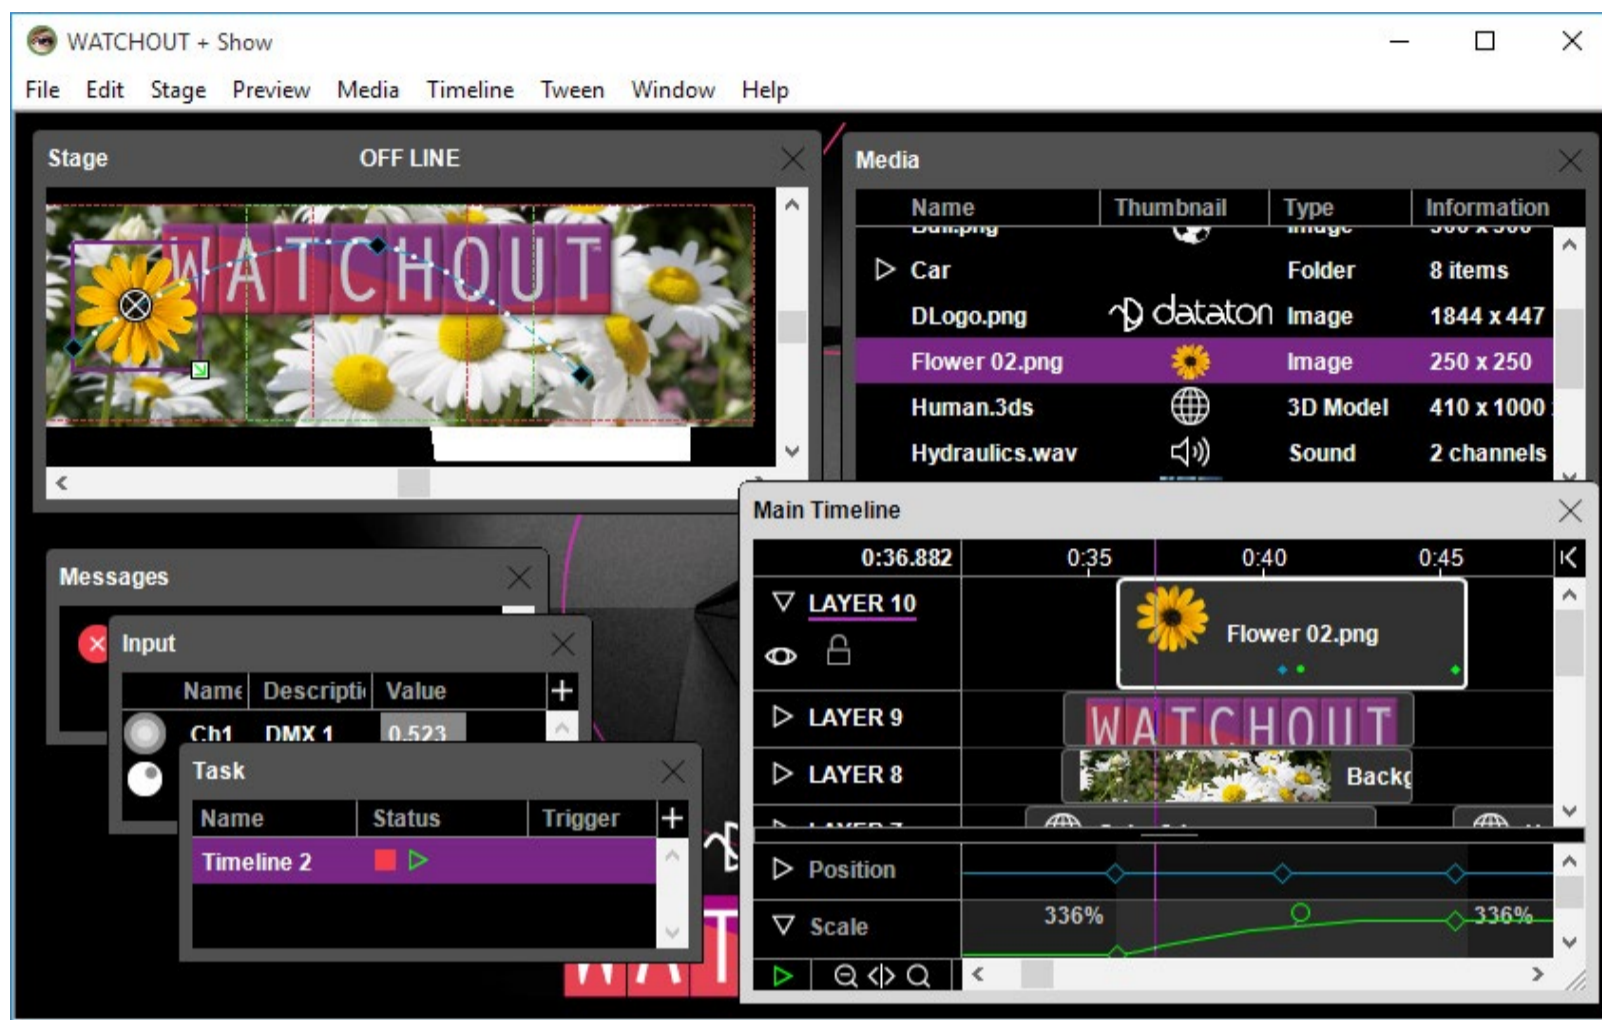 WATCHOUT + Show
File Edit Stage Preview Media Timeline Tween Window Help
Stage OFF LINE
WATCHOUT
Media
Name Thumbnail Type Information
Car Folder 8 items
DLogo.png dataton Image 1844 x 447
Flower 02.png Image 250 x 250
Human.3ds 3D Model 410 x 1000
Hydraulics.wav Sound 2 channels
Messages
Input
Name Descripti Value
Ch1 DMX 1 0.523
Task
Name Status Trigger
Timeline 2
WAT
Main Timeline
0:36.882 0:35 0:40 0:45
LAYER 10 Flower 02.png
LAYER 9 WATCHOUT
LAYER 8 Backg
Position
Scale 336% 336%